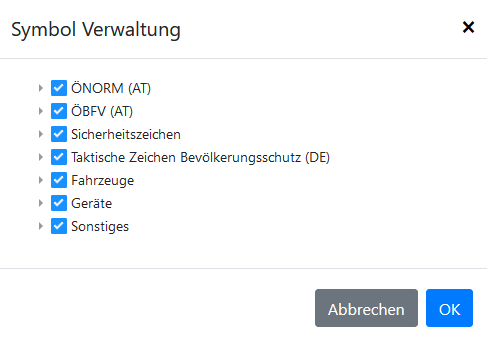 Symbol Verwaltung
ÖNORM (AT)
ÖBFV (AT)
Sicherheitszeichen
Taktische Zeichen Bevölkerungsschutz (DE)
Fahrzeuge
Geräte
Sonstiges
Abbrechen OK